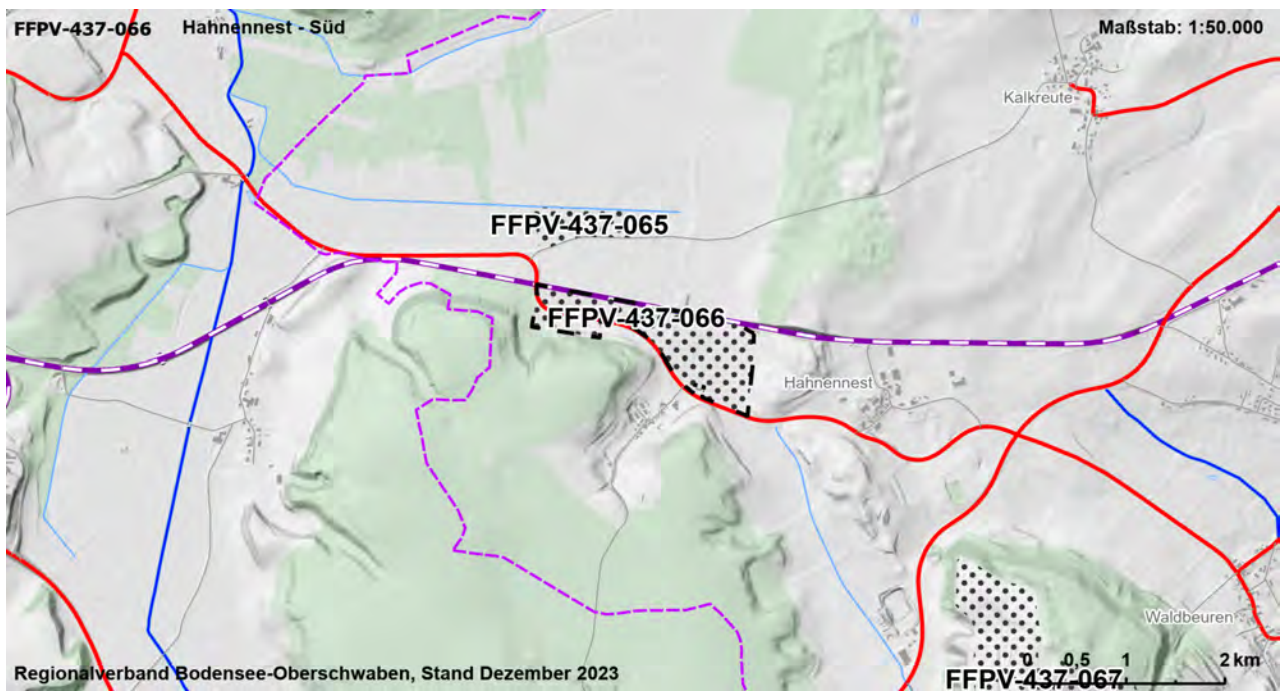 FFPV-437-066 Hahnennest - Süd Maßstab: 1:50.000
Kalkreute
FFPV-437-065
FFPV-437-066
Hahnennest
Waldbeuren
0 0,5 1 2 km
Regionalverband Bodensee-Oberschwaben, Stand Dezember 2023
FFPV-437-067